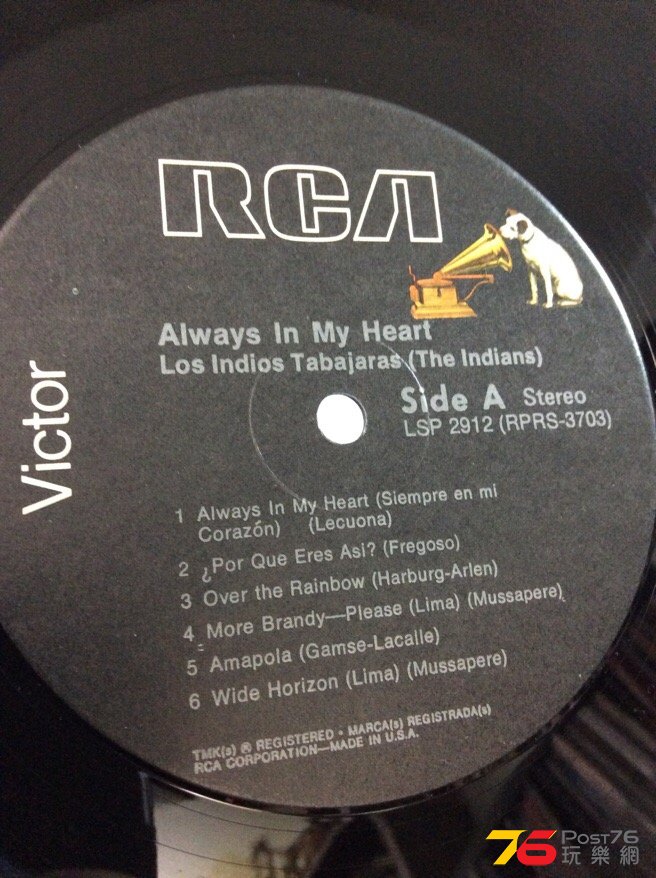 RCA
Always In My Heart
Los Indios Tabajaras (The Indians)
Side A Stereo
LSP 2912 (RPRS-3703)
Victor
1 Always In My Heart (Siempre en mi
Corazón) (Lecuona)
2 ¿Por Que Eres Asi? (Fregoso)
3 Over the Rainbow (Harburg-Arlen)
4 More Brandy—Please (Lima) (Mussapere)
5 Amapola (Gamse-Lacalle)
6 Wide Horizon (Lima) (Mussapere)
TMK(s) ® REGISTERED • MARCA(s) REGISTRADA(s)
RCA CORPORATION—MADE IN U.S.A.
76 Post76
玩樂網